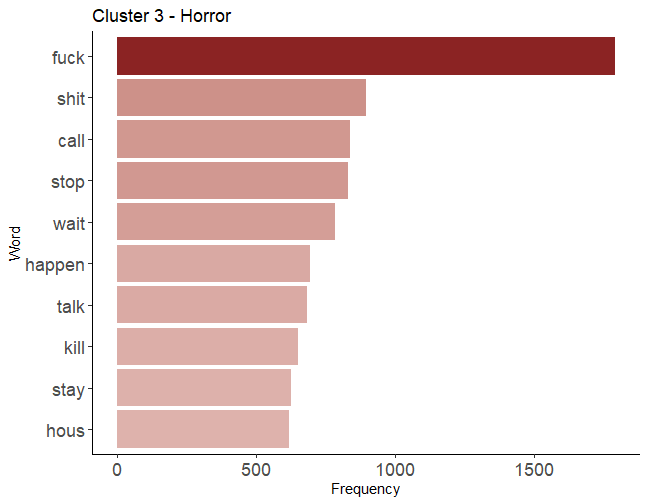 Cluster 3 - Horror
Word
fuck
shit
call
stop
wait
happen
talk
kill
stay
hous
0 500 1000 1500
Frequency